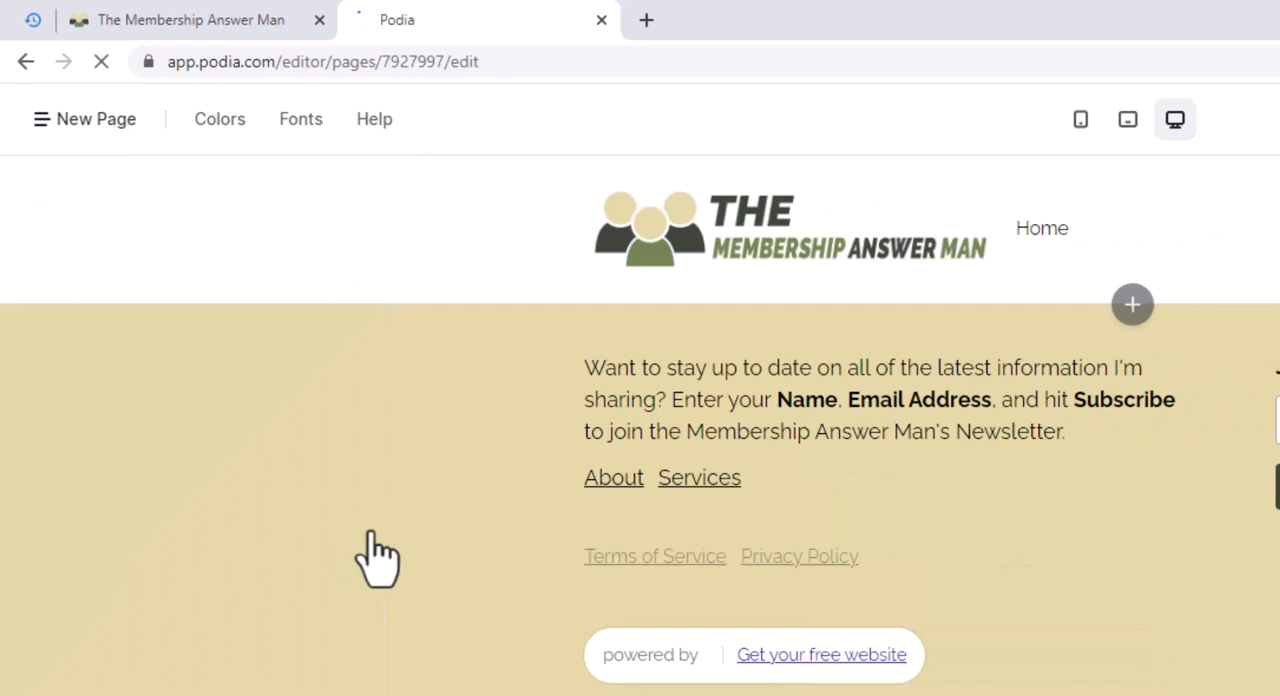 The Membership Answer Man
Podia
app.podia.com/editor/pages/7927997/edit
New Page Colors Fonts Help
THE
MEMBERSHIP ANSWER MAN
Home
Want to stay up to date on all of the latest information I'm
sharing? Enter your Name, Email Address, and hit Subscribe
to join the Membership Answer Man's Newsletter.
About Services
Terms of Service Privacy Policy
powered by Get your free website